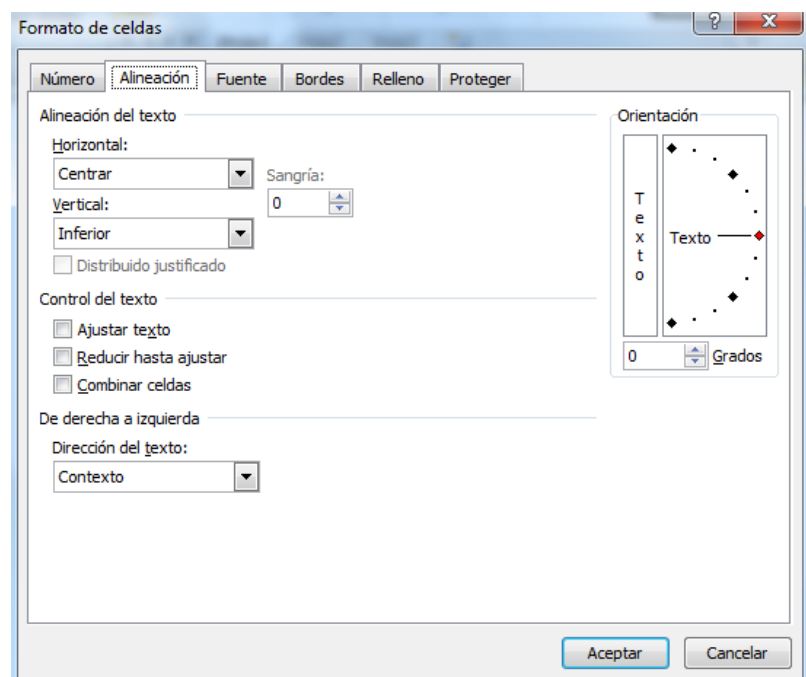 Formato de celdas
Número Alineación Fuente Bordes Relleno Proteger
Alineación del texto
Horizontal:
Centrar
Sangría:
0
Vertical:
Inferior
Distribuido justificado
Control del texto
Ajustar texto
Reducir hasta ajustar
Combinar celdas
De derecha a izquierda
Dirección del texto:
Contexto
Orientación
Texto
Texto
0 Grados
Aceptar Cancelar